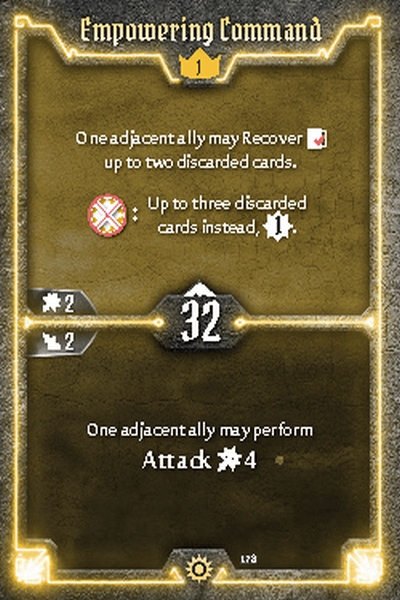 Empowering Command
1
One adjacent ally may Recover
up to two discarded cards.
: Up to three discarded
cards instead, 1.
2
32
2
One adjacent ally may perform
Attack 4
178